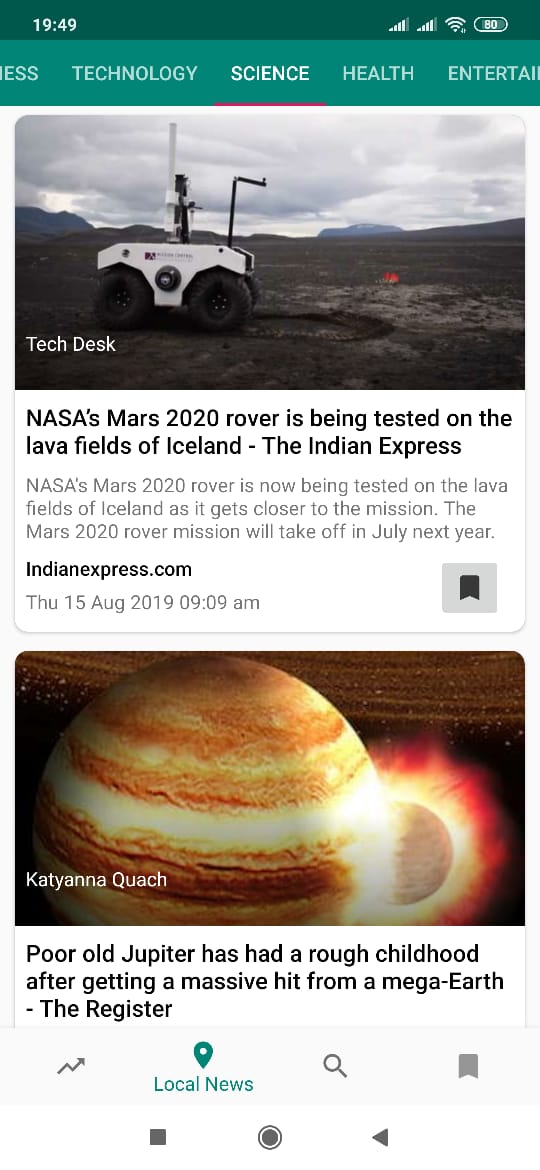 19:49
80
ESS TECHNOLOGY SCIENCE HEALTH ENTERTAI
MISSION CONTROL
Tech Desk
NASA's Mars 2020 rover is being tested on the
lava fields of Iceland - The Indian Express
NASA's Mars 2020 rover is now being tested on the lava
fields of Iceland as it gets closer to the mission. The
Mars 2020 rover mission will take off in July next year.
Indianexpress.com
Thu 15 Aug 2019 09:09 am
Katyanna Quach
Poor old Jupiter has had a rough childhood
after getting a massive hit from a mega-Earth
- The Register
Local News